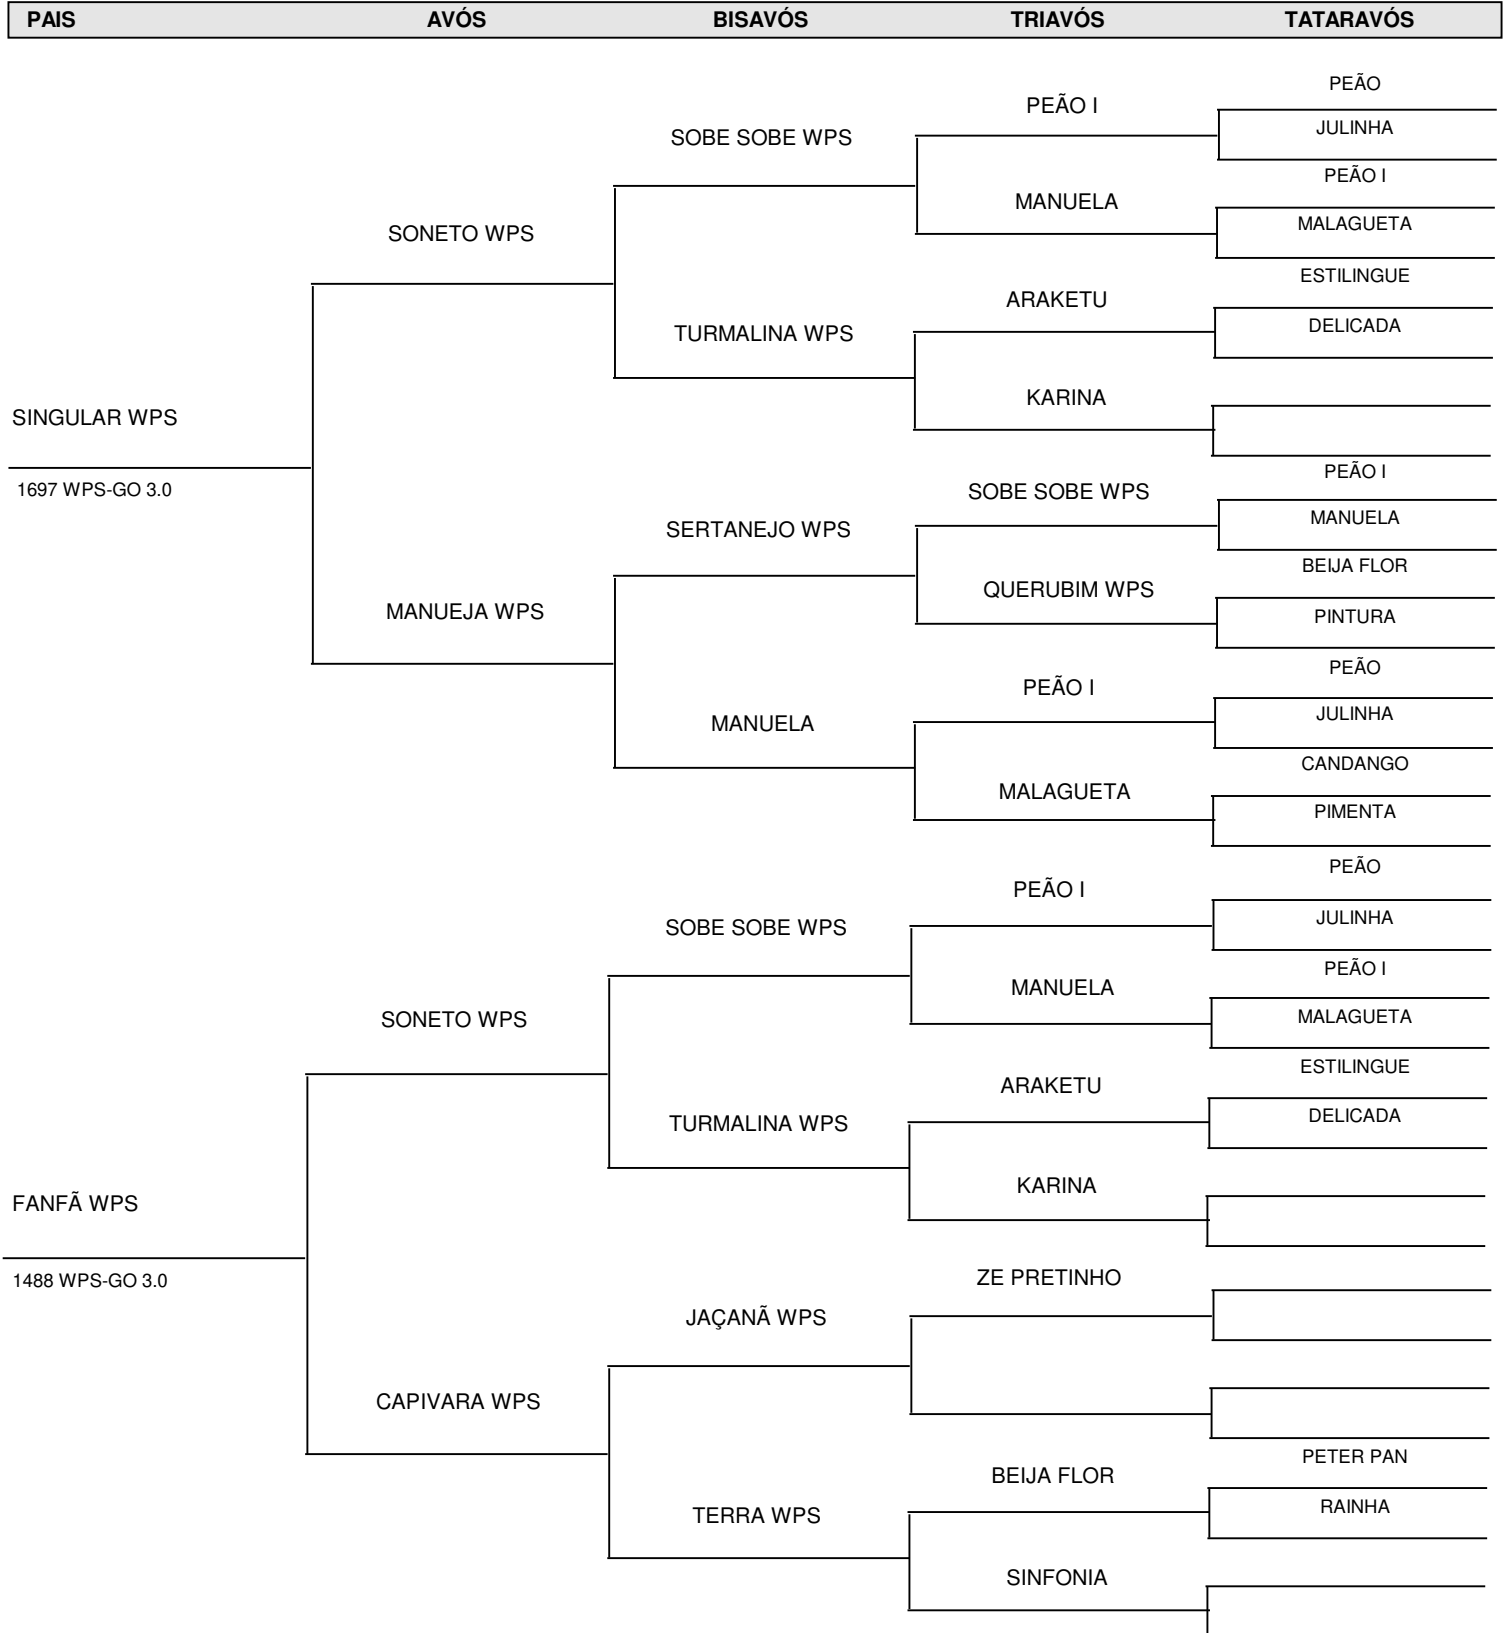 PAIS AVÓS BISAVÓS TRIAVÓS TATARAVÓS
PEÃO
PEÃO I
JULINHA
SOBE SOBE WPS
PEÃO I
MANUELA
MALAGUETA
SONETO WPS
ESTILINGUE
ARAKETU
DELICADA
TURMALINA WPS
KARINA
SINGULAR WPS
PEÃO I
1697 WPS-GO 3.0
SOBE SOBE WPS
MANUELA
SERTANEJO WPS
BEIJA FLOR
QUERUBIM WPS
MANUEJA WPS
PINTURA
PEÃO
PEÃO I
JULINHA
MANUELA
CANDANGO
MALAGUETA
PIMENTA
PEÃO
PEÃO I
JULINHA
SOBE SOBE WPS
PEÃO I
MANUELA
MALAGUETA
SONETO WPS
ESTILINGUE
ARAKETU
DELICADA
TURMALINA WPS
KARINA
FANFÃ WPS
1488 WPS-GO 3.0
ZE PRETINHO
JAÇANÃ WPS
CAPIVARA WPS
PETER PAN
BEIJA FLOR
RAINHA
TERRA WPS
SINFONIA